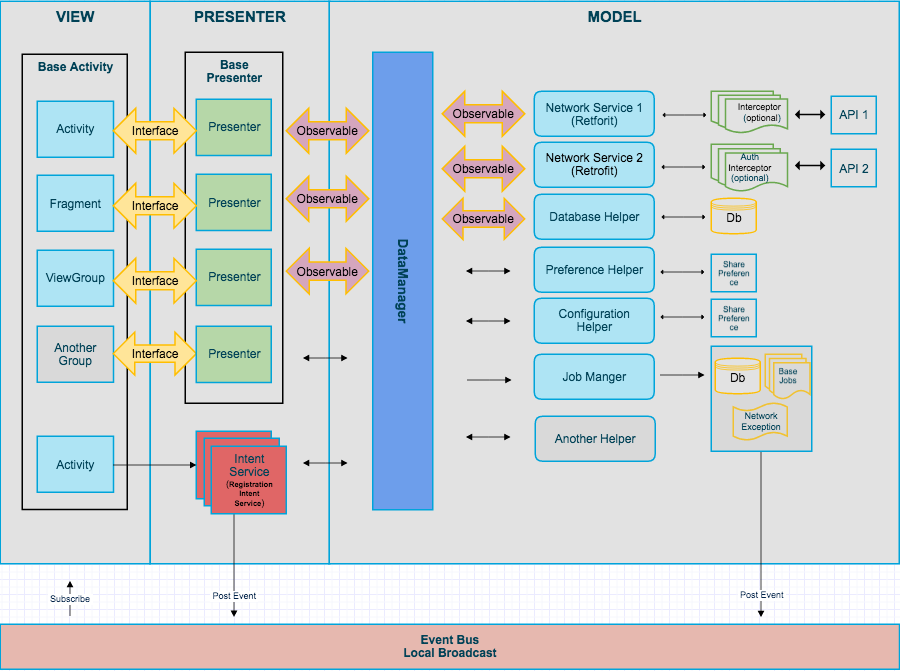 VIEW
PRESENTER
MODEL
Base Activity
Base
Presenter
Activity
Interface
Presenter
Observable
Observable
Network Service 1
(Retforit)
Interceptor
(optional)
API 1
Fragment
Interface
Presenter
Observable
Observable
Network Service 2
(Retrofit)
Auth
Interceptor
(optional)
API 2
Observable
Database Helper
Db
ViewGroup
Interface
Presenter
Observable
DataManager
Preference Helper
Share
Preferen
ce
Configuration
Helper
Share
Preferen
ce
Another
Group
Interface
Presenter
Job Manger
Db
Base
Jobs
Network
Exception
Another Helper
Activity
Intent
Service
(Registration
Intent
Service)
Subscribe
Post Event
Post Event
Event Bus
Local Broadcast